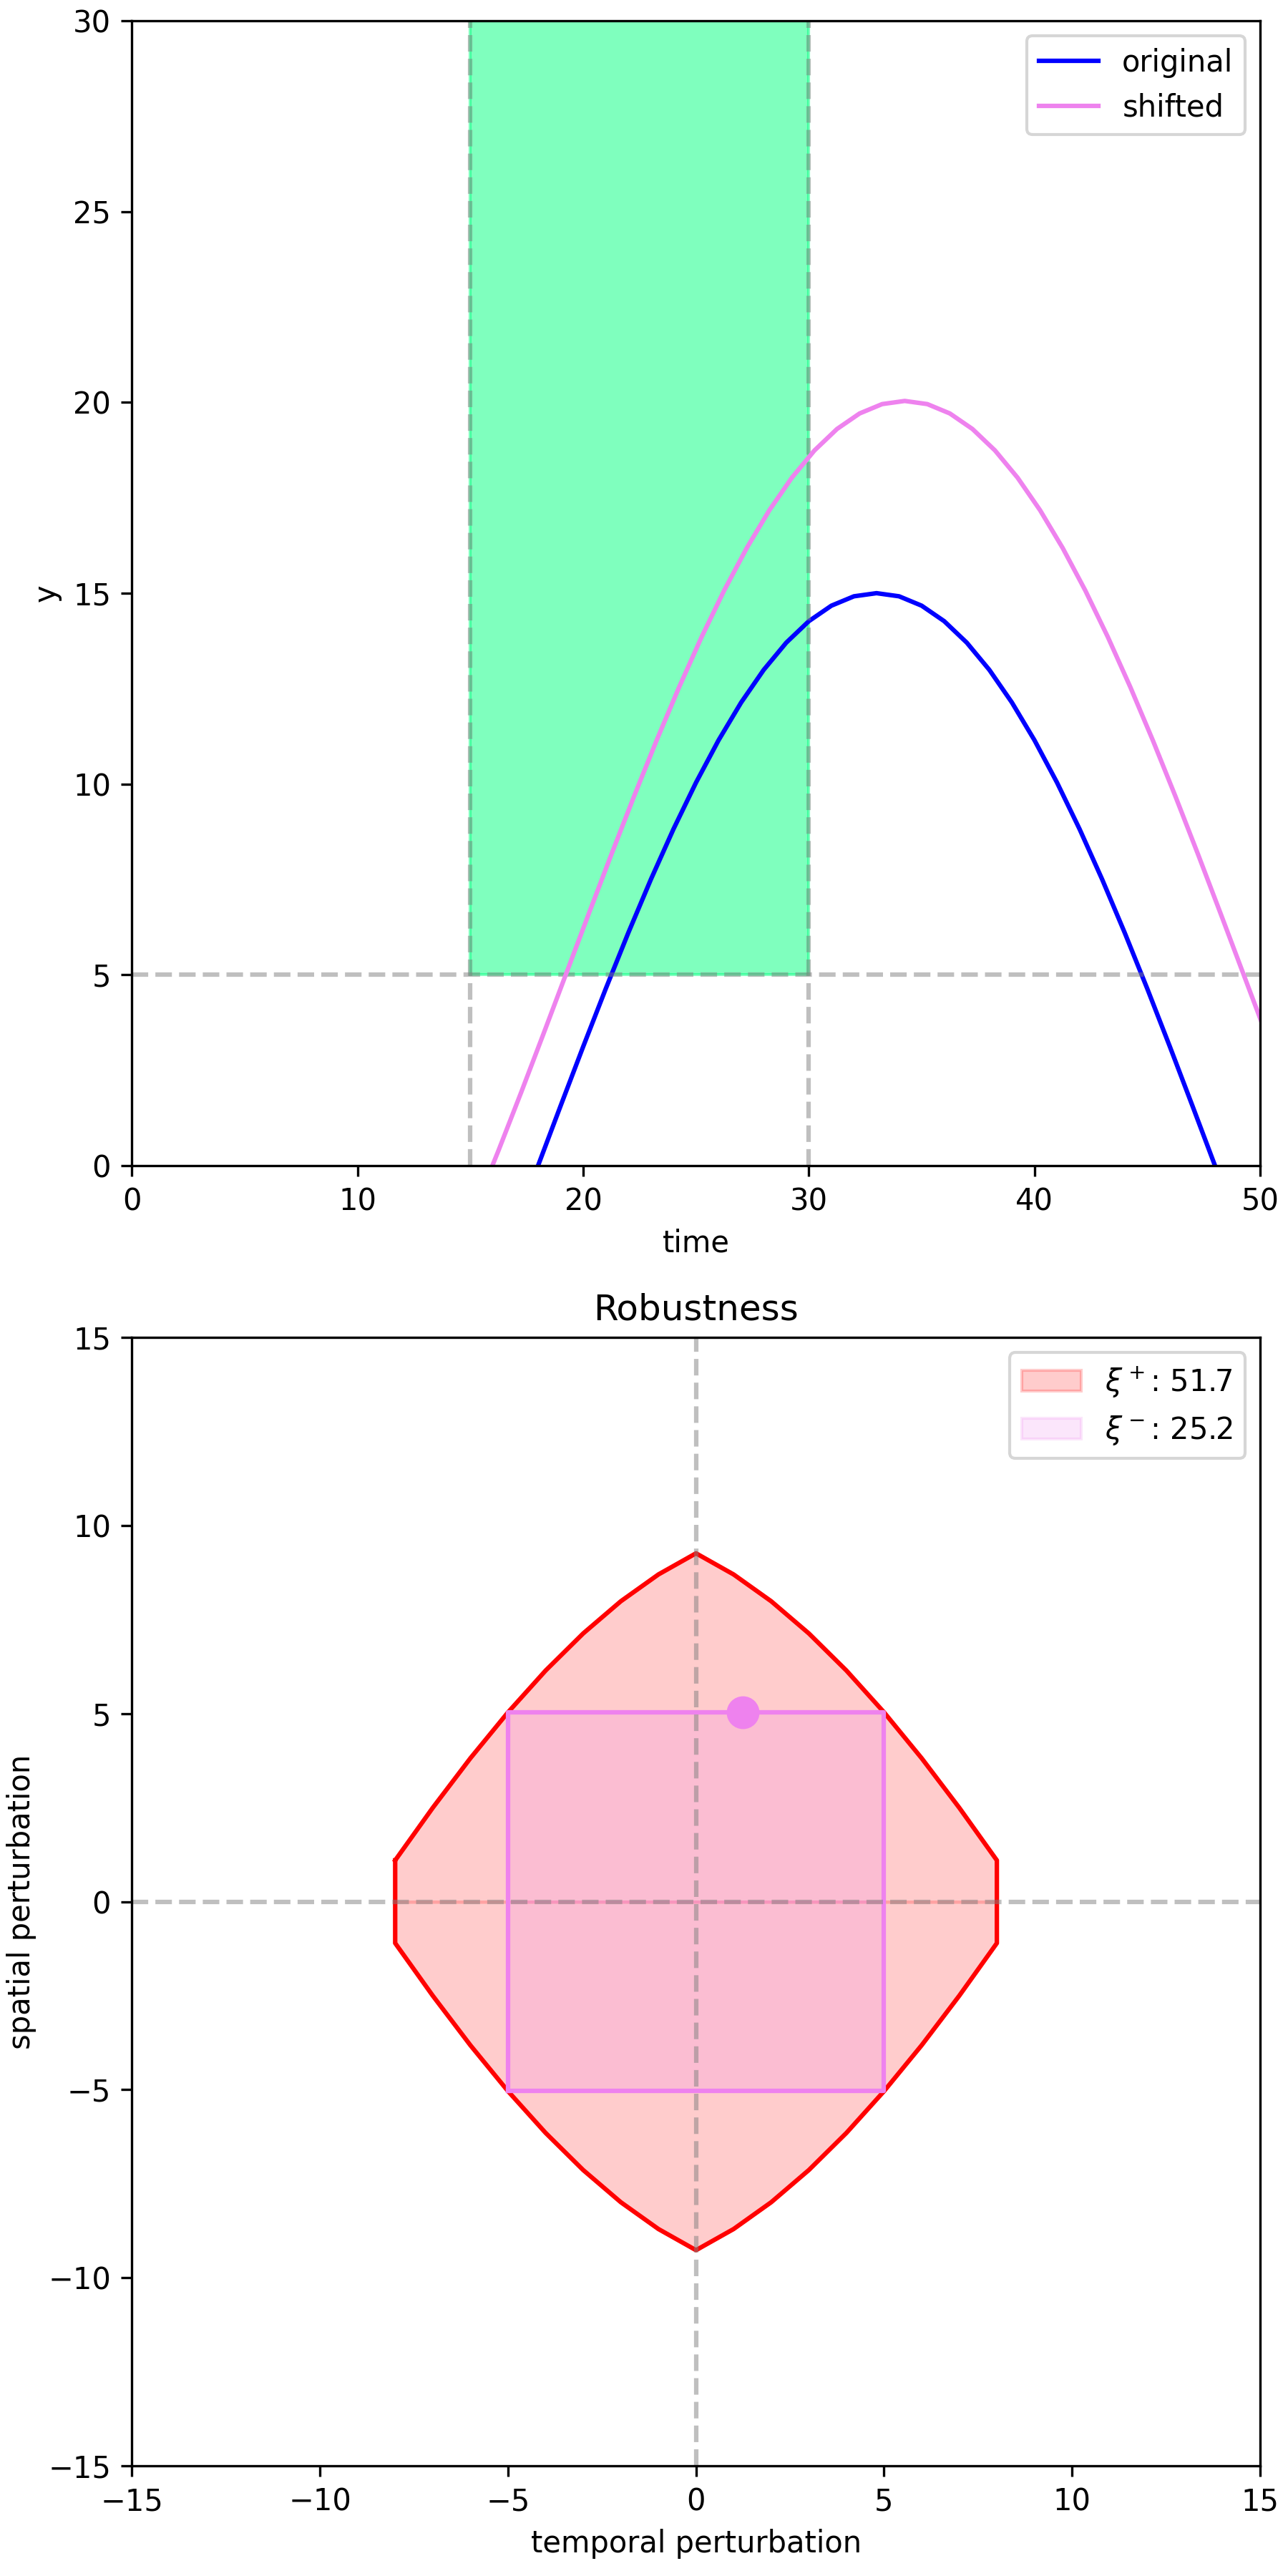 30
25
20
15
10
5
0
y
original
shifted
0 10 20 30 40 50
time
Robustness
15
10
5
0
−5
−10
−15
spatial perturbation
ξ⁺: 51.7
ξ⁻: 25.2
−15 −10 −5 0 5 10 15
temporal perturbation